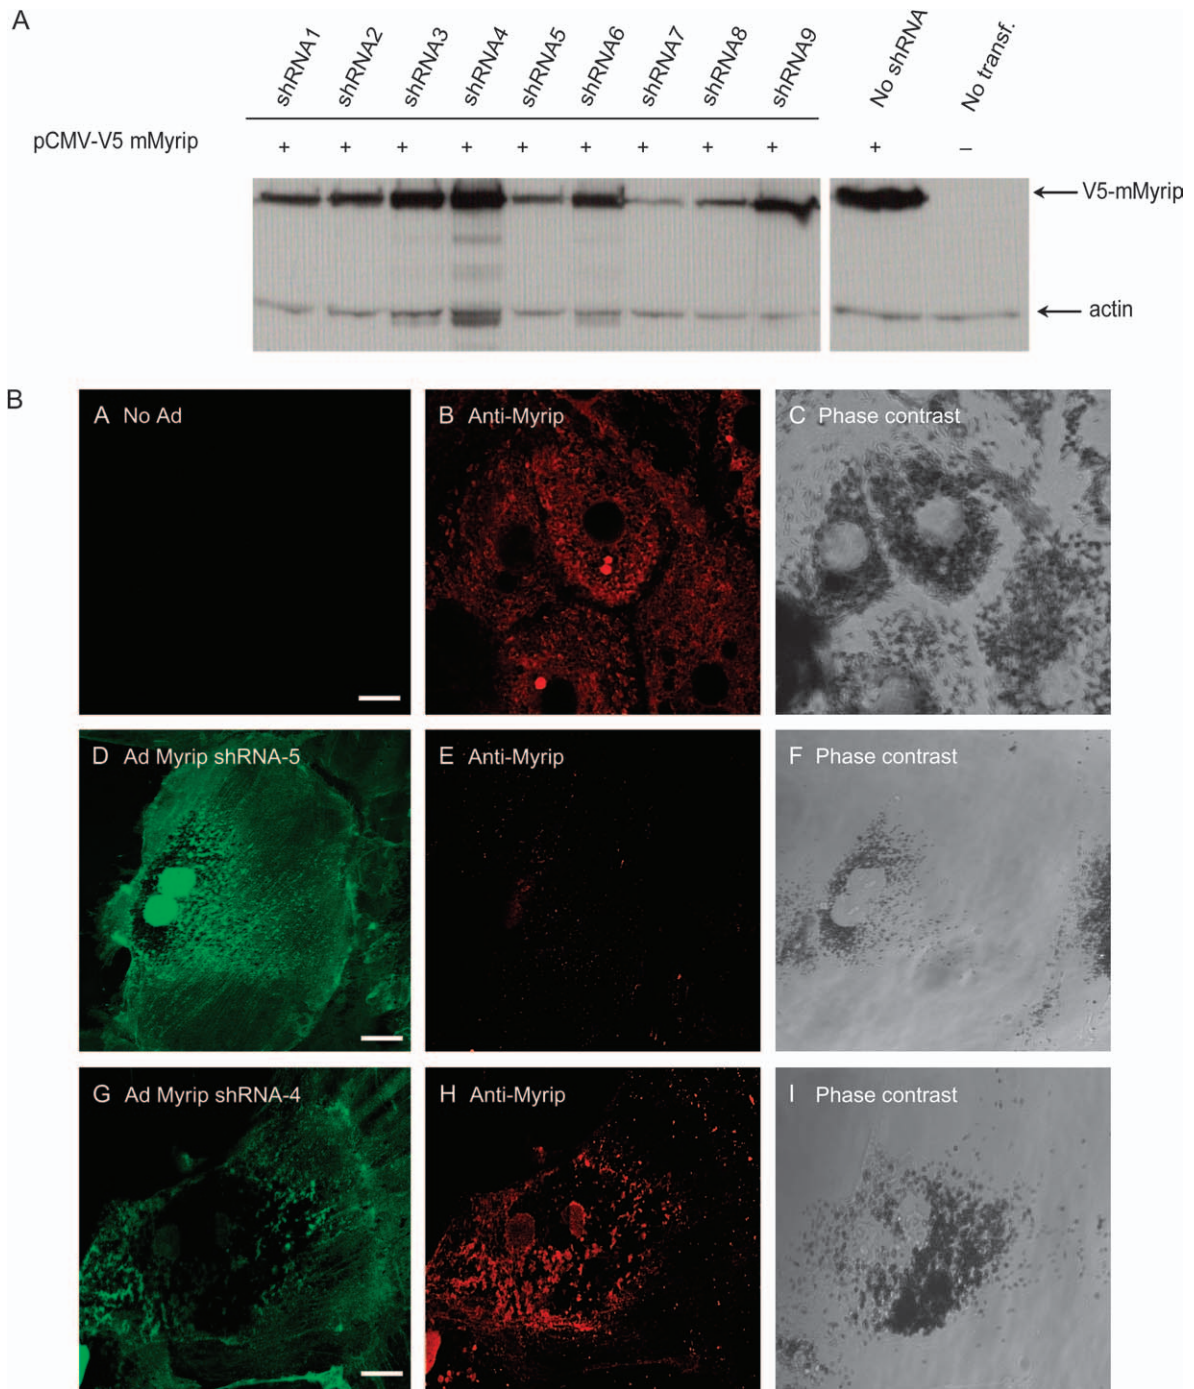 A
shRNA1 shRNA2 shRNA3 shRNA4 shRNA5 shRNA6 shRNA7 shRNA8 shRNA9 No shRNA No transf.
pCMV-V5 mMyrip + + + + + + + + + + –
V5-mMyrip
actin
B
A No Ad B Anti-Myrip C Phase contrast
D Ad Myrip shRNA-5 E Anti-Myrip F Phase contrast
G Ad Myrip shRNA-4 H Anti-Myrip I Phase contrast